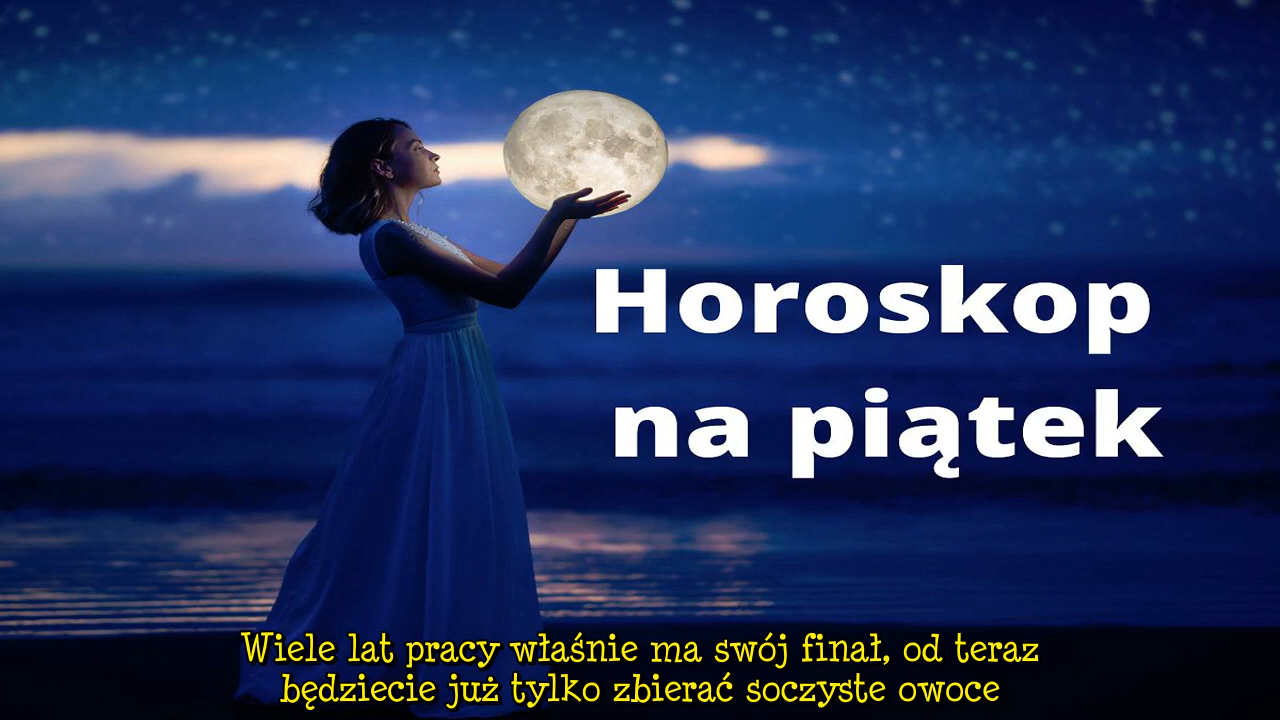 Horoskop
na piątek
Wiele lat pracy właśnie ma swój finał, od teraz
będziecie już tylko zbierać soczyste owoce